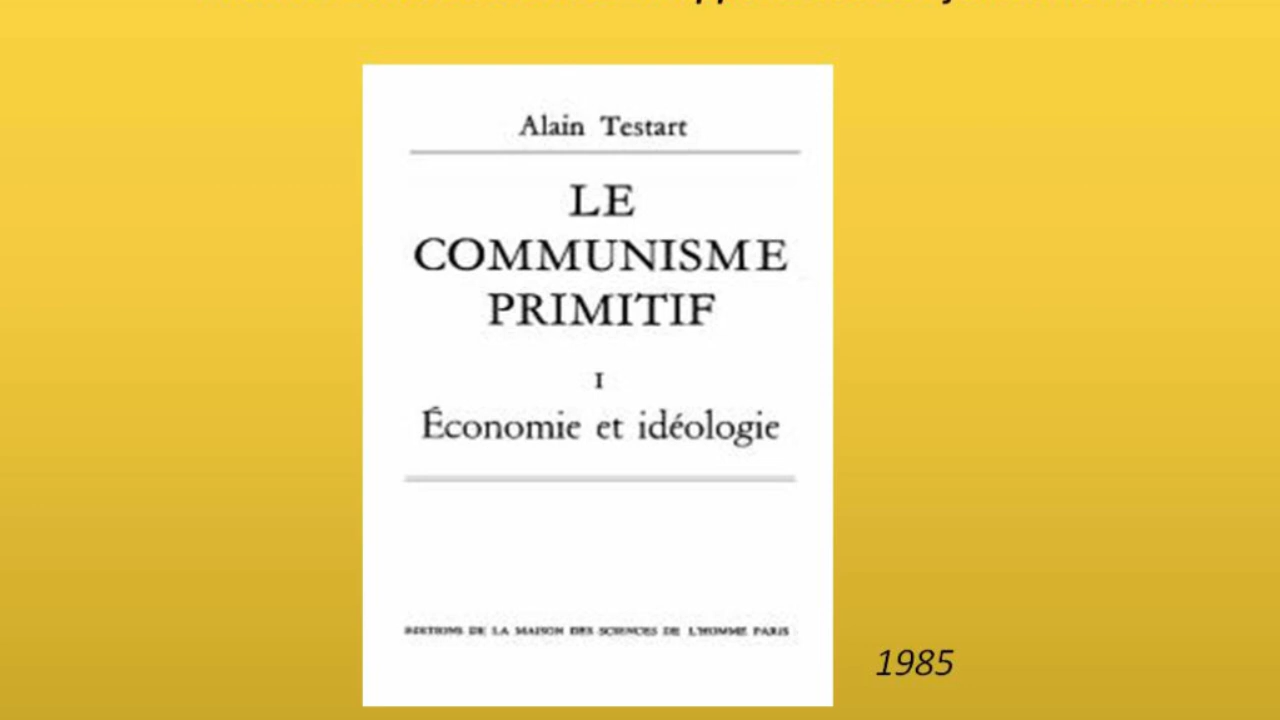 Alain Testart
LE
COMMUNISME
PRIMITIF
I
Économie et idéologie
EDITIONS DE LA MAISON DES SCIENCES DE L'HOMME PARIS
1985